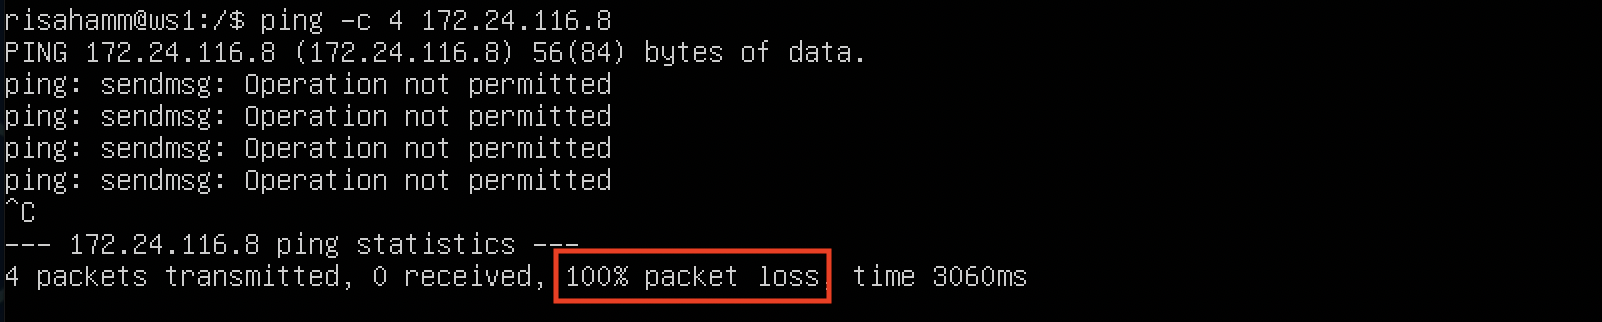 risahamm@ws1:/$ ping -c 4 172.24.116.8
PING 172.24.116.8 (172.24.116.8) 56(84) bytes of data.
ping: sendmsg: Operation not permitted
ping: sendmsg: Operation not permitted
ping: sendmsg: Operation not permitted
ping: sendmsg: Operation not permitted
^C
--- 172.24.116.8 ping statistics ---
4 packets transmitted, 0 received, 100% packet loss, time 3060ms